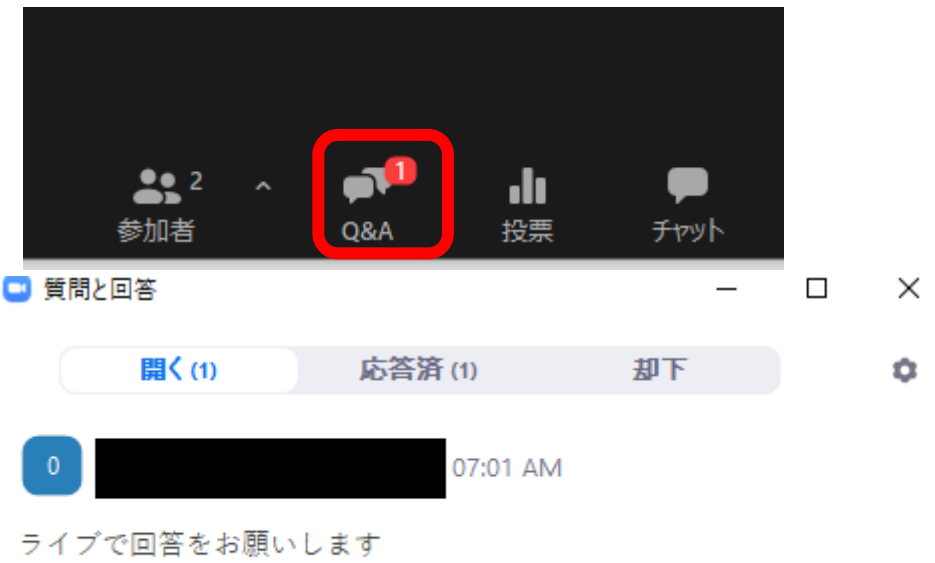 2
1
参加者
Q&A
投票
チャット
質問と回答
開く (1)
応答済 (1)
却下
0
07:01 AM
ライブで回答をお願いします